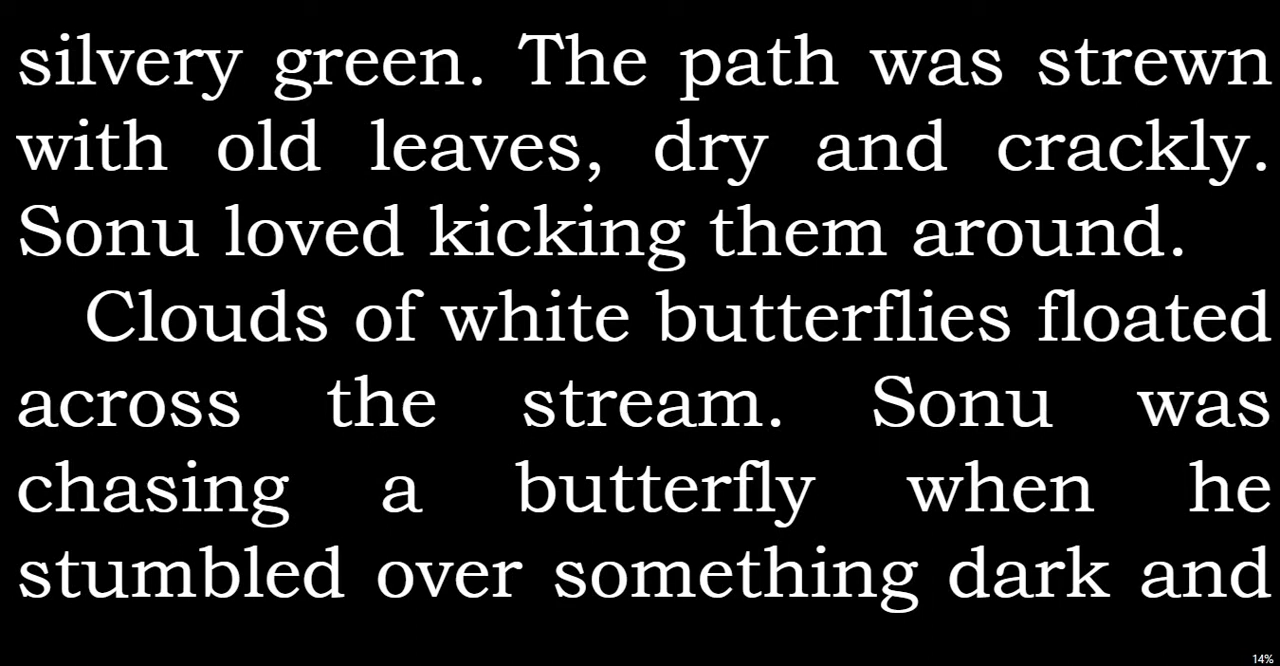 silvery green. The path was strewn
with old leaves, dry and crackly.
Sonu loved kicking them around.
Clouds of white butterflies floated
across the stream. Sonu was
chasing a butterfly when he
stumbled over something dark and
14%